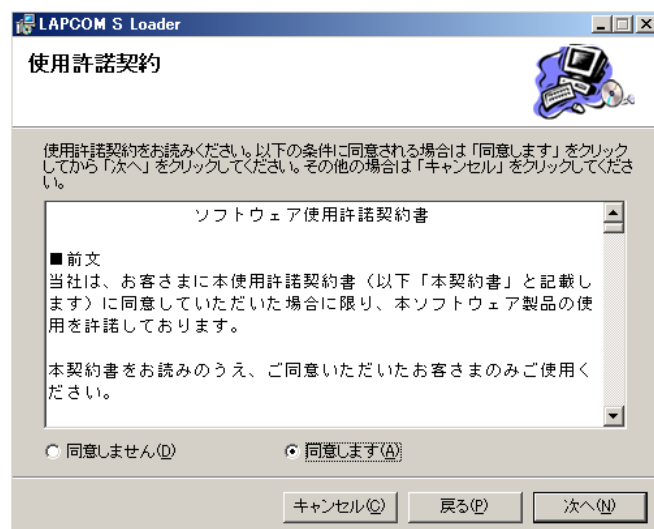 LAPCOM S Loader
使用許諾契約
使用許諾契約をお読みください。以下の条件に同意される場合は「同意します」をクリック
してから「次へ」をクリックしてください。その他の場合は「キャンセル」をクリックしてくださ
い。
ソフトウェア使用許諾契約書
■前文
当社は、お客さまに本使用許諾契約書（以下「本契約書」と記載し
ます）に同意していただいた場合に限り、本ソフトウェア製品の使
用を許諾しております。
本契約書をお読みのうえ、ご同意いただいたお客さまのみご使用く
ださい。
同意しません(D) 同意します(A)
キャンセル(C) 戻る(P) 次へ(N)